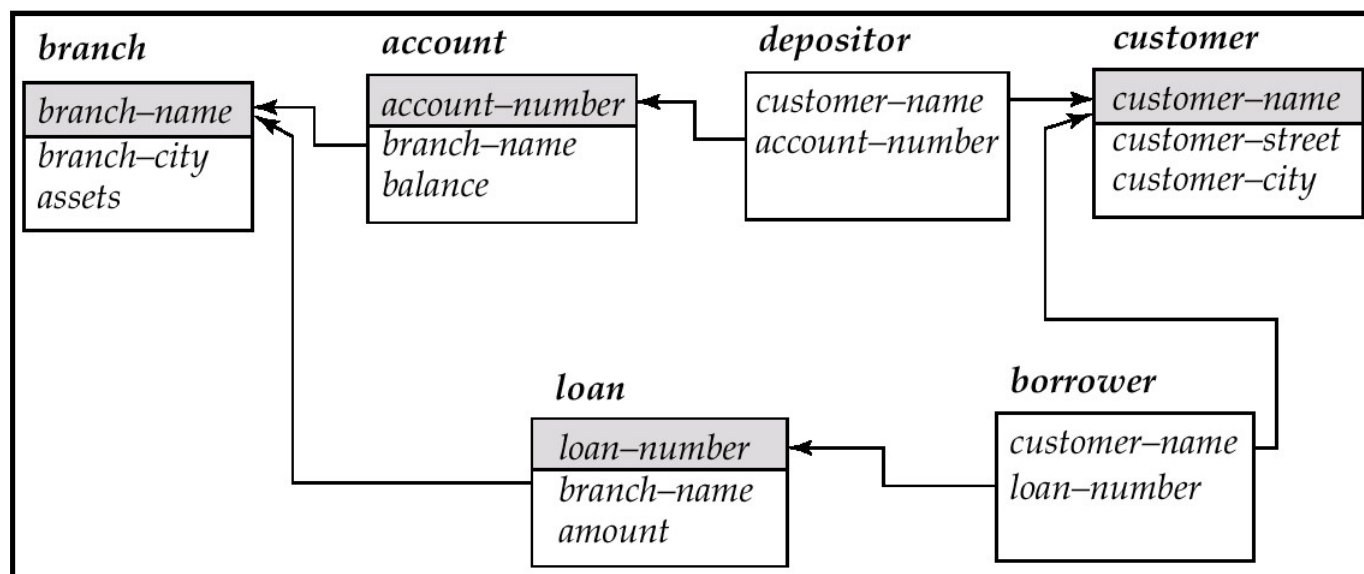 branch
branch–name
branch–city
assets
account
account–number
branch–name
balance
depositor
customer–name
account–number
customer
customer–name
customer–street
customer–city
loan
loan–number
branch–name
amount
borrower
customer–name
loan–number